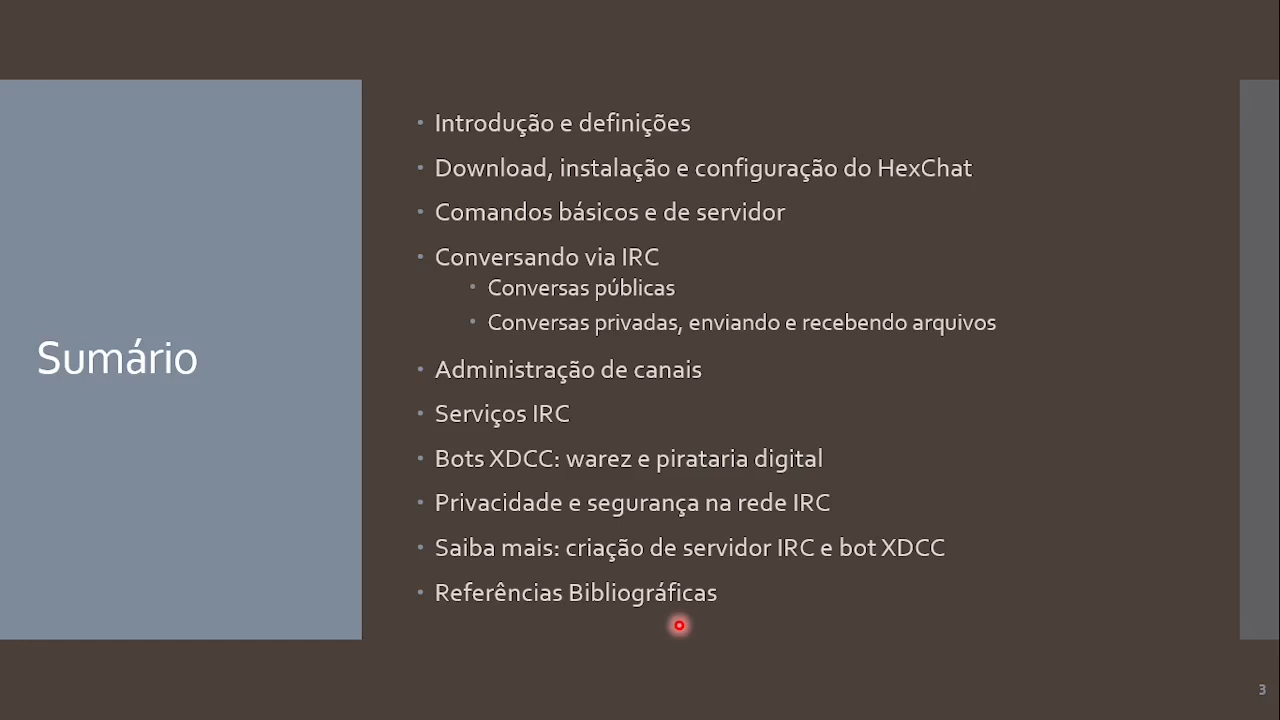 Sumário
• Introdução e definições
• Download, instalação e configuração do HexChat
• Comandos básicos e de servidor
• Conversando via IRC
• Conversas públicas
• Conversas privadas, enviando e recebendo arquivos
• Administração de canais
• Serviços IRC
• Bots XDCC: warez e pirataria digital
• Privacidade e segurança na rede IRC
• Saiba mais: criação de servidor IRC e bot XDCC
• Referências Bibliográficas
3